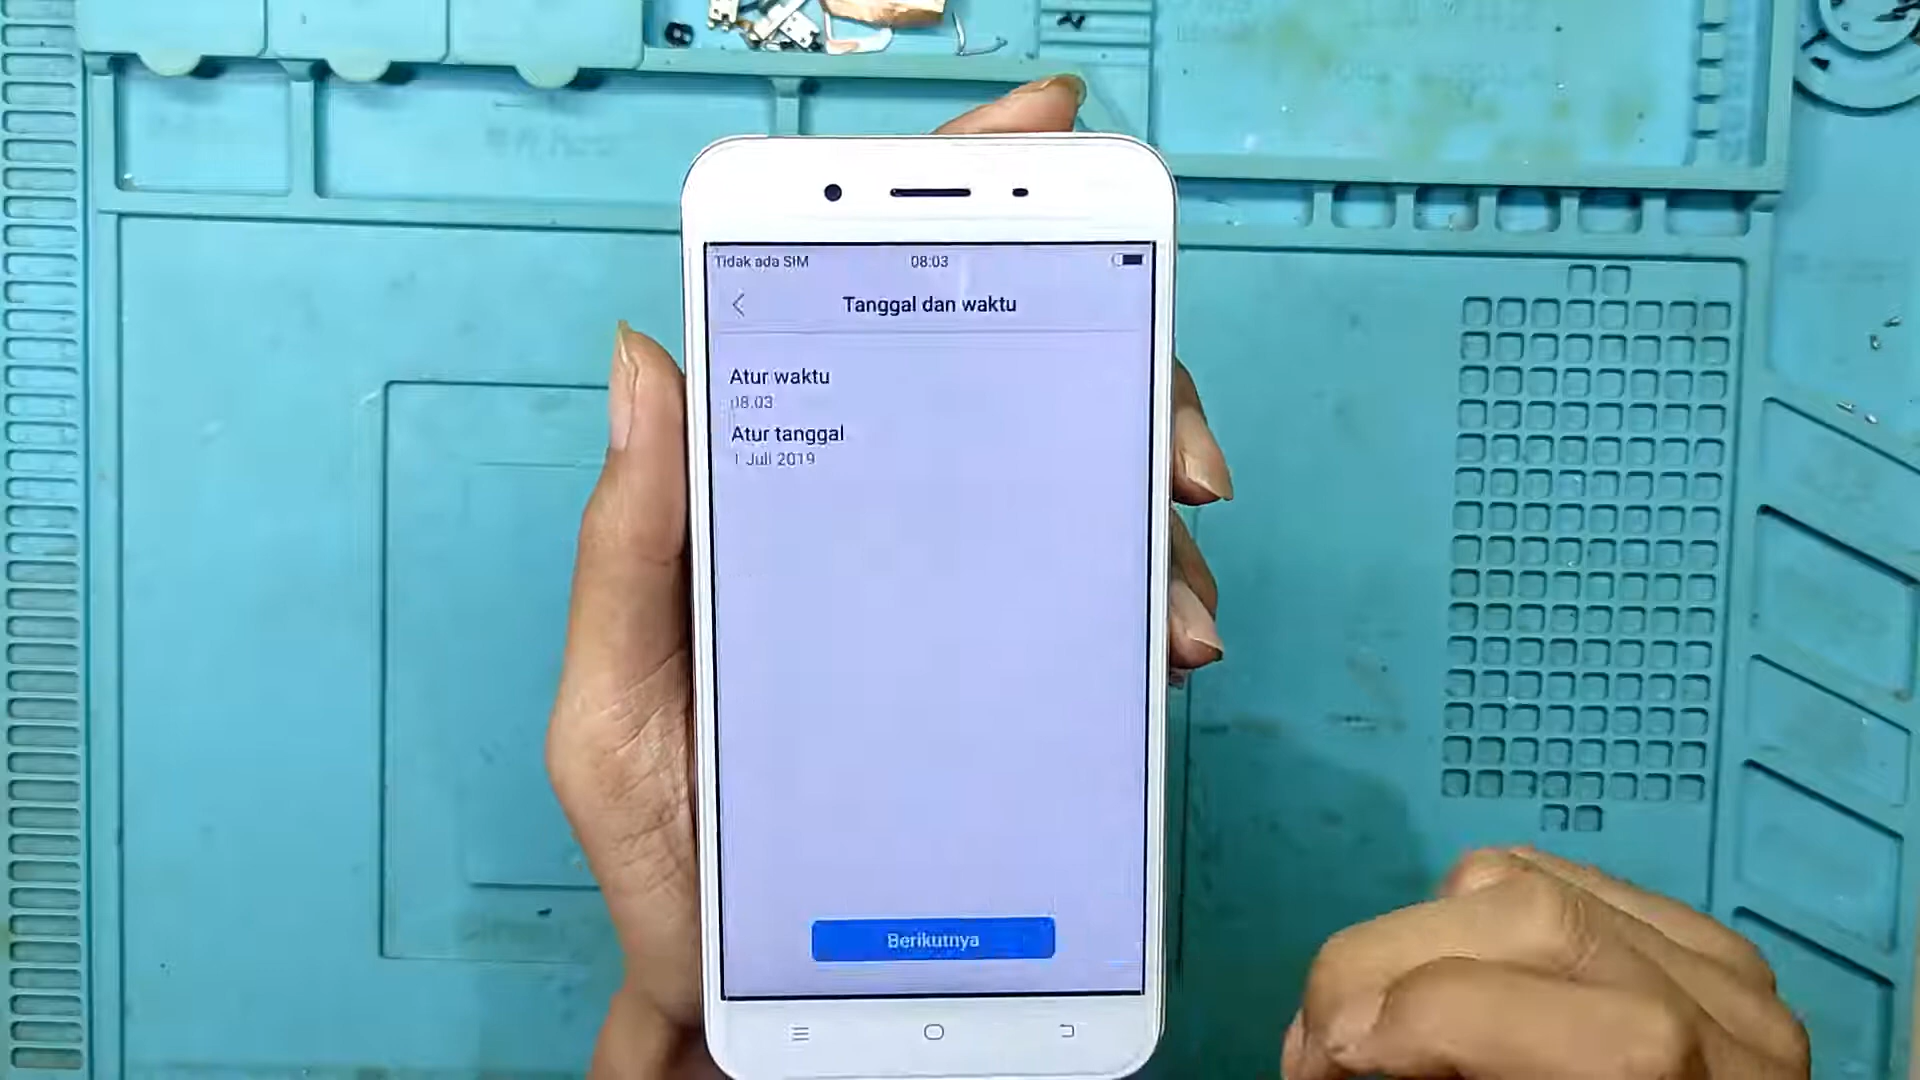 Tidak ada SIM 08:03
Tanggal dan waktu
Atur waktu
08.03
Atur tanggal
1 Juli 2019
Berikutnya